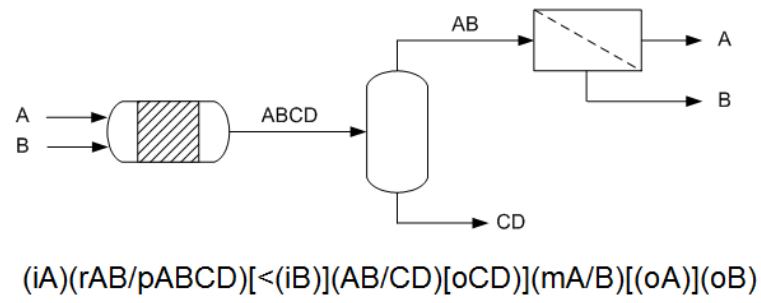 AB
A
B
A
B
ABCD
CD
(iA)(rAB/pABCD)[<(iB)](AB/CD)[oCD)](mA/B)[(oA)](oB)